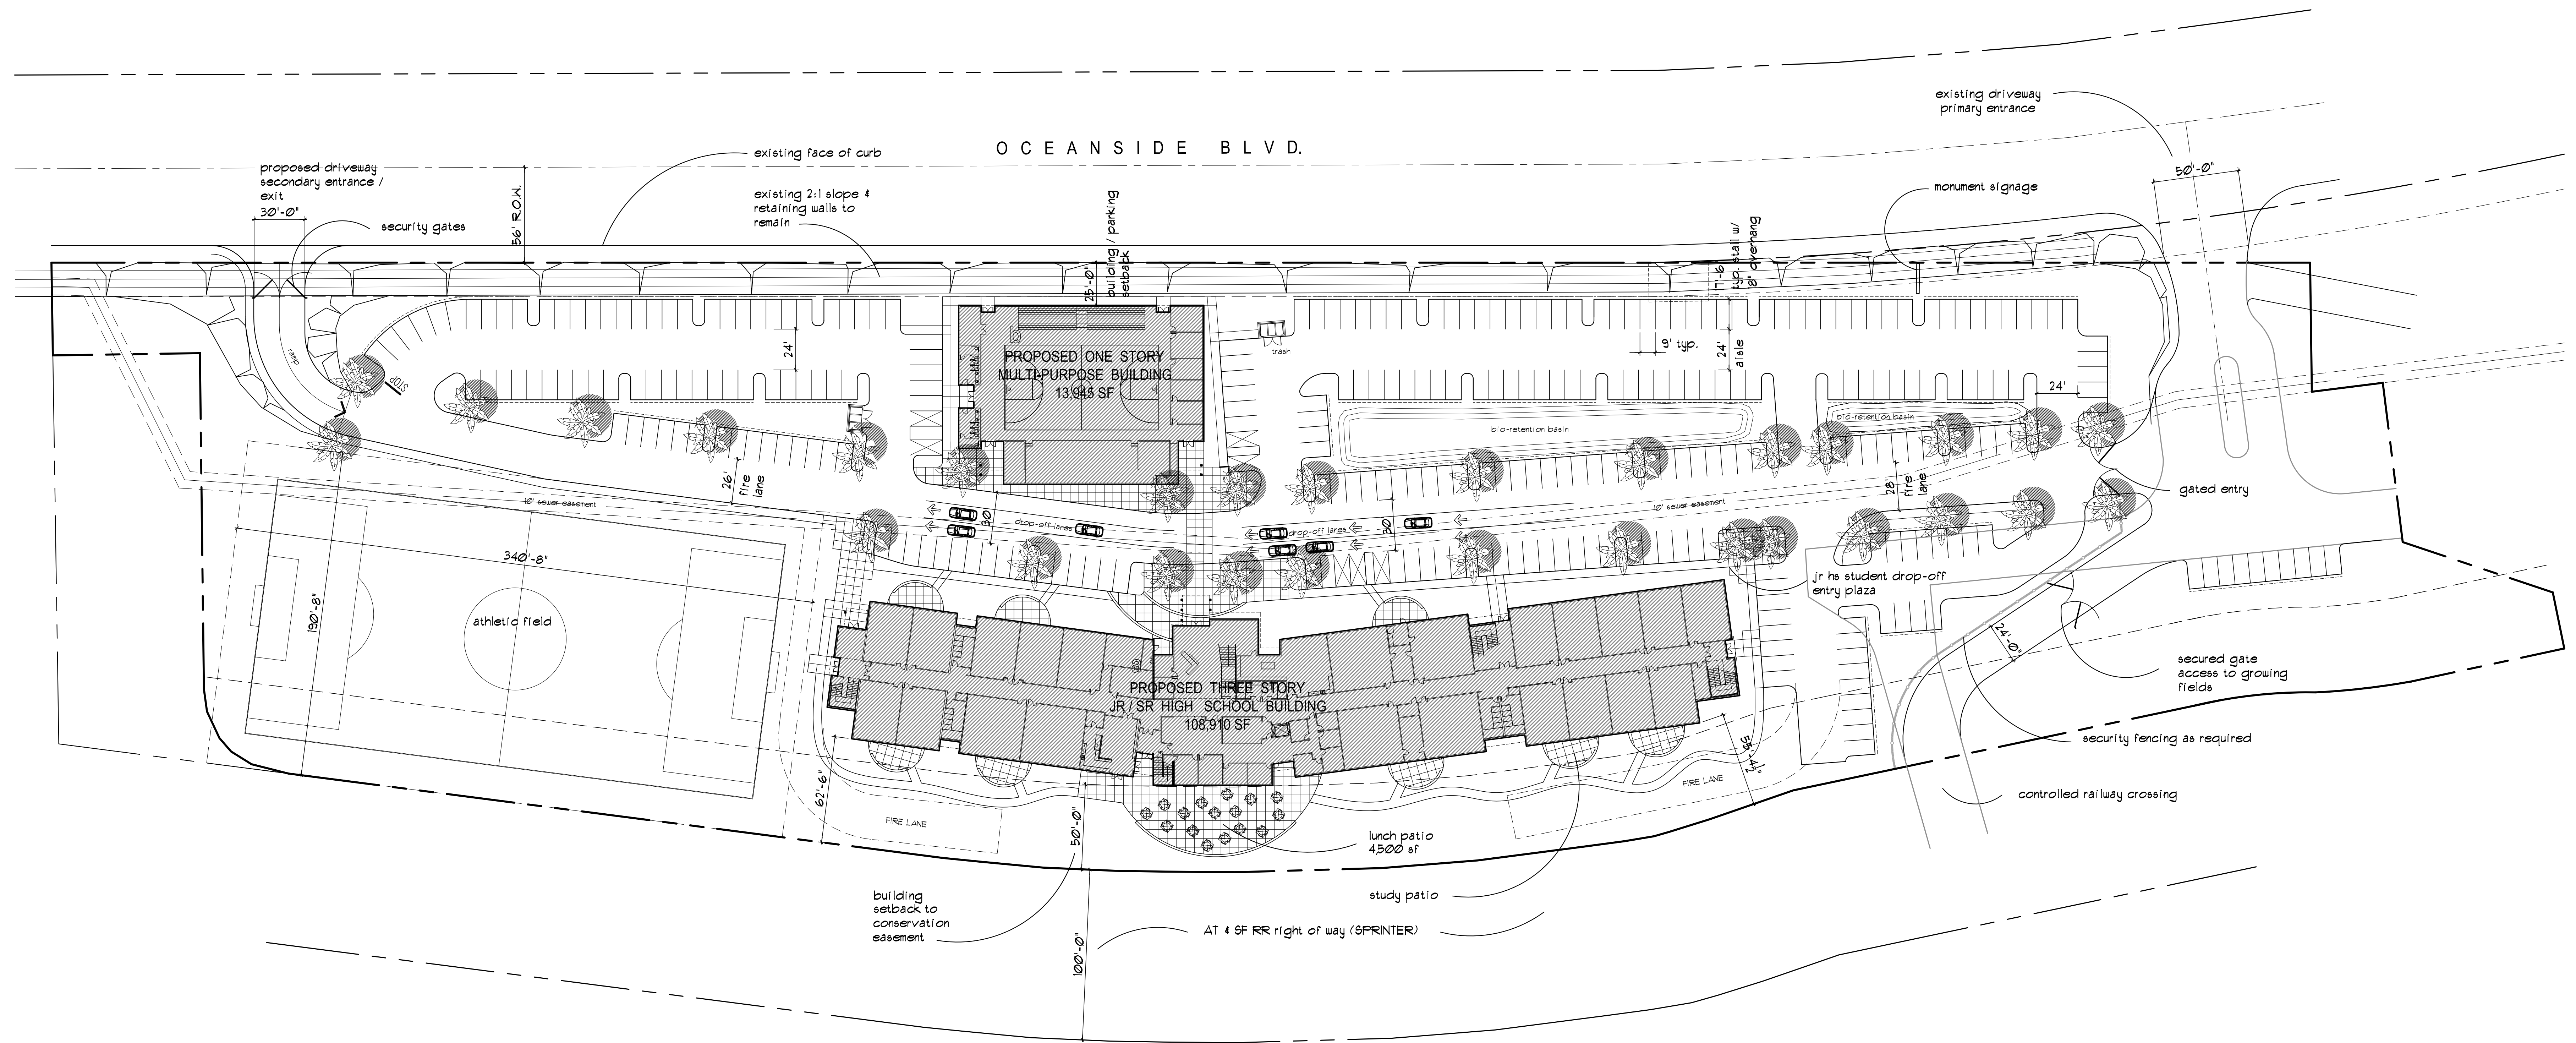 existing driveway
primary entrance
OCEANSIDE BLVD.
existing face of curb
proposed driveway
secondary entrance /
exit
30'-0"
security gates
56' R.O.W.
existing 2:1 slope &
retaining walls to
remain
building / parking
setback
25'-0"
typ. stall w/
8" overhang
17'-6"
monument signage
50'-0"
ramp
STOP
24'
PROPOSED ONE STORY
MULTI-PURPOSE BUILDING
13,945 SF
trash
9' typ.
24'
aisle
24'
bio-retention basin
bio-retention basin
26'
fire
lane
28'
fire
lane
gated entry
10' sewer easement
10' sewer easement
30'
drop-off lanes
drop-off lanes
30
340'-8"
190'-8"
athletic field
jr hs student drop-off
entry plaza
24'-0"
secured gate
access to growing
fields
PROPOSED THREE STORY
JR / SR HIGH SCHOOL BUILDING
108,910 SF
security fencing as required
55'-4½"
62'-6"
FIRE LANE
FIRE LANE
controlled railway crossing
50'-0"
lunch patio
4,500 sf
building
setback to
conservation
easement
study patio
AT & SF RR right of way (SPRINTER)
100'-0"